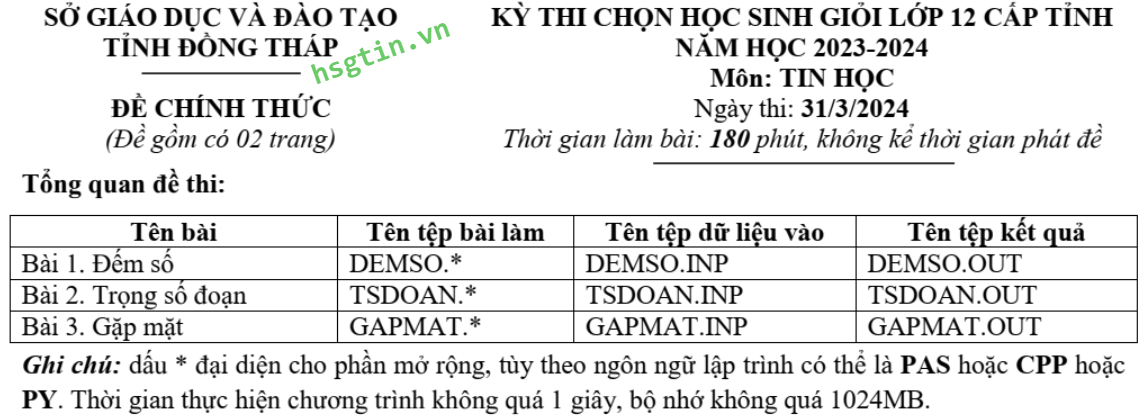 SỞ GIÁO DỤC VÀ ĐÀO TẠO
TỈNH ĐỒNG THÁP
hsgtin.vn
ĐỀ CHÍNH THỨC
(Đề gồm có 02 trang)
KỲ THI CHỌN HỌC SINH GIỎI LỚP 12 CẤP TỈNH
NĂM HỌC 2023-2024
Môn: TIN HỌC
Ngày thi: 31/3/2024
Thời gian làm bài: 180 phút, không kể thời gian phát đề
Tổng quan đề thi:
Tên bài Tên tệp bài làm Tên tệp dữ liệu vào Tên tệp kết quả
Bài 1. Đếm số DEMSO.* DEMSO.INP DEMSO.OUT
Bài 2. Trọng số đoạn TSDOAN.* TSDOAN.INP TSDOAN.OUT
Bài 3. Gặp mặt GAPMAT.* GAPMAT.INP GAPMAT.OUT
Ghi chú: dấu * đại diện cho phần mở rộng, tùy theo ngôn ngữ lập trình có thể là PAS hoặc CPP hoặc
PY. Thời gian thực hiện chương trình không quá 1 giây, bộ nhớ không quá 1024MB.